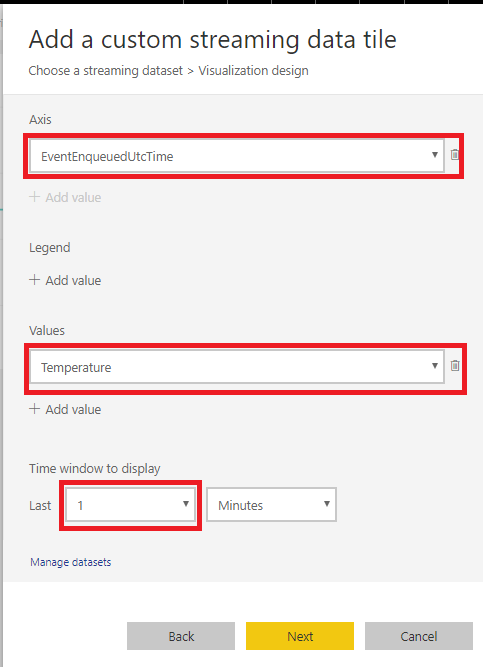 Add a custom streaming data tile
Choose a streaming dataset > Visualization design
Axis
EventEnqueuedUtcTime
+ Add value
Legend
+ Add value
Values
Temperature
+ Add value
Time window to display
Last 1 Minutes
Manage datasets
Back Next Cancel